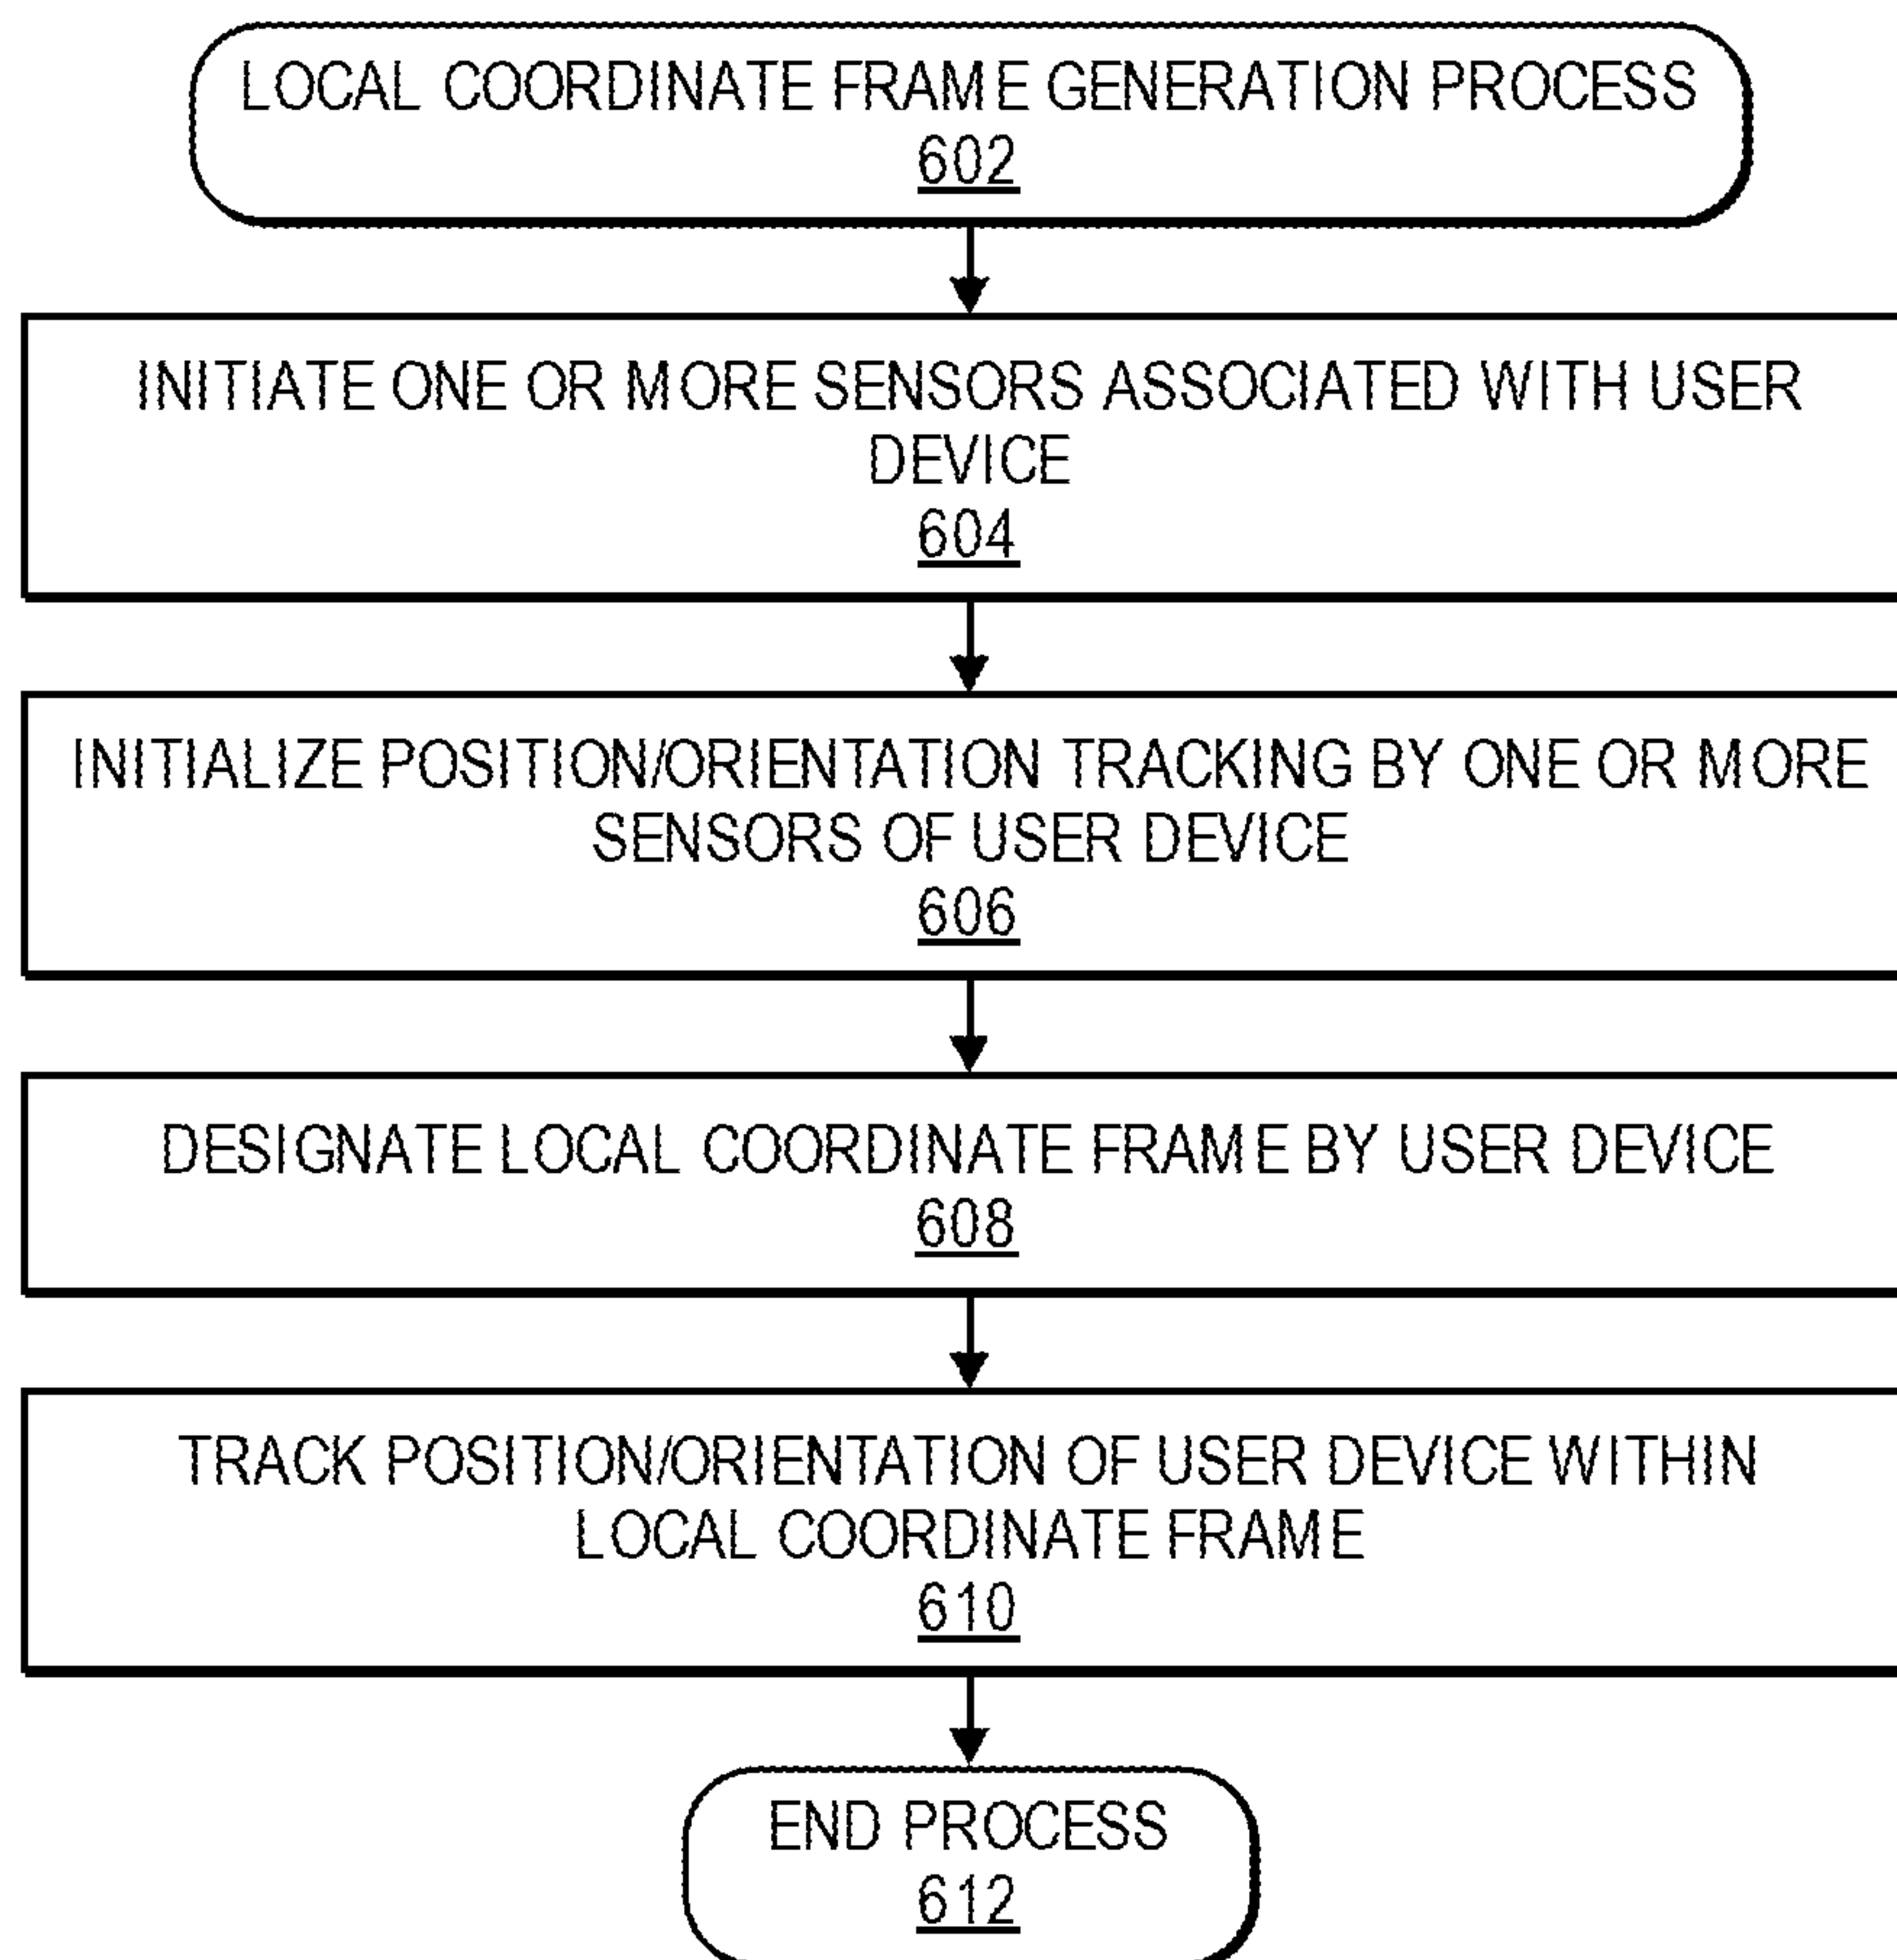 LOCAL COORDINATE FRAME GENERATION PROCESS
602
INITIATE ONE OR MORE SENSORS ASSOCIATED WITH USER
DEVICE
604
INITIALIZE POSITION/ORIENTATION TRACKING BY ONE OR MORE
SENSORS OF USER DEVICE
606
DESIGNATE LOCAL COORDINATE FRAME BY USER DEVICE
608
TRACK POSITION/ORIENTATION OF USER DEVICE WITHIN
LOCAL COORDINATE FRAME
610
END PROCESS
612